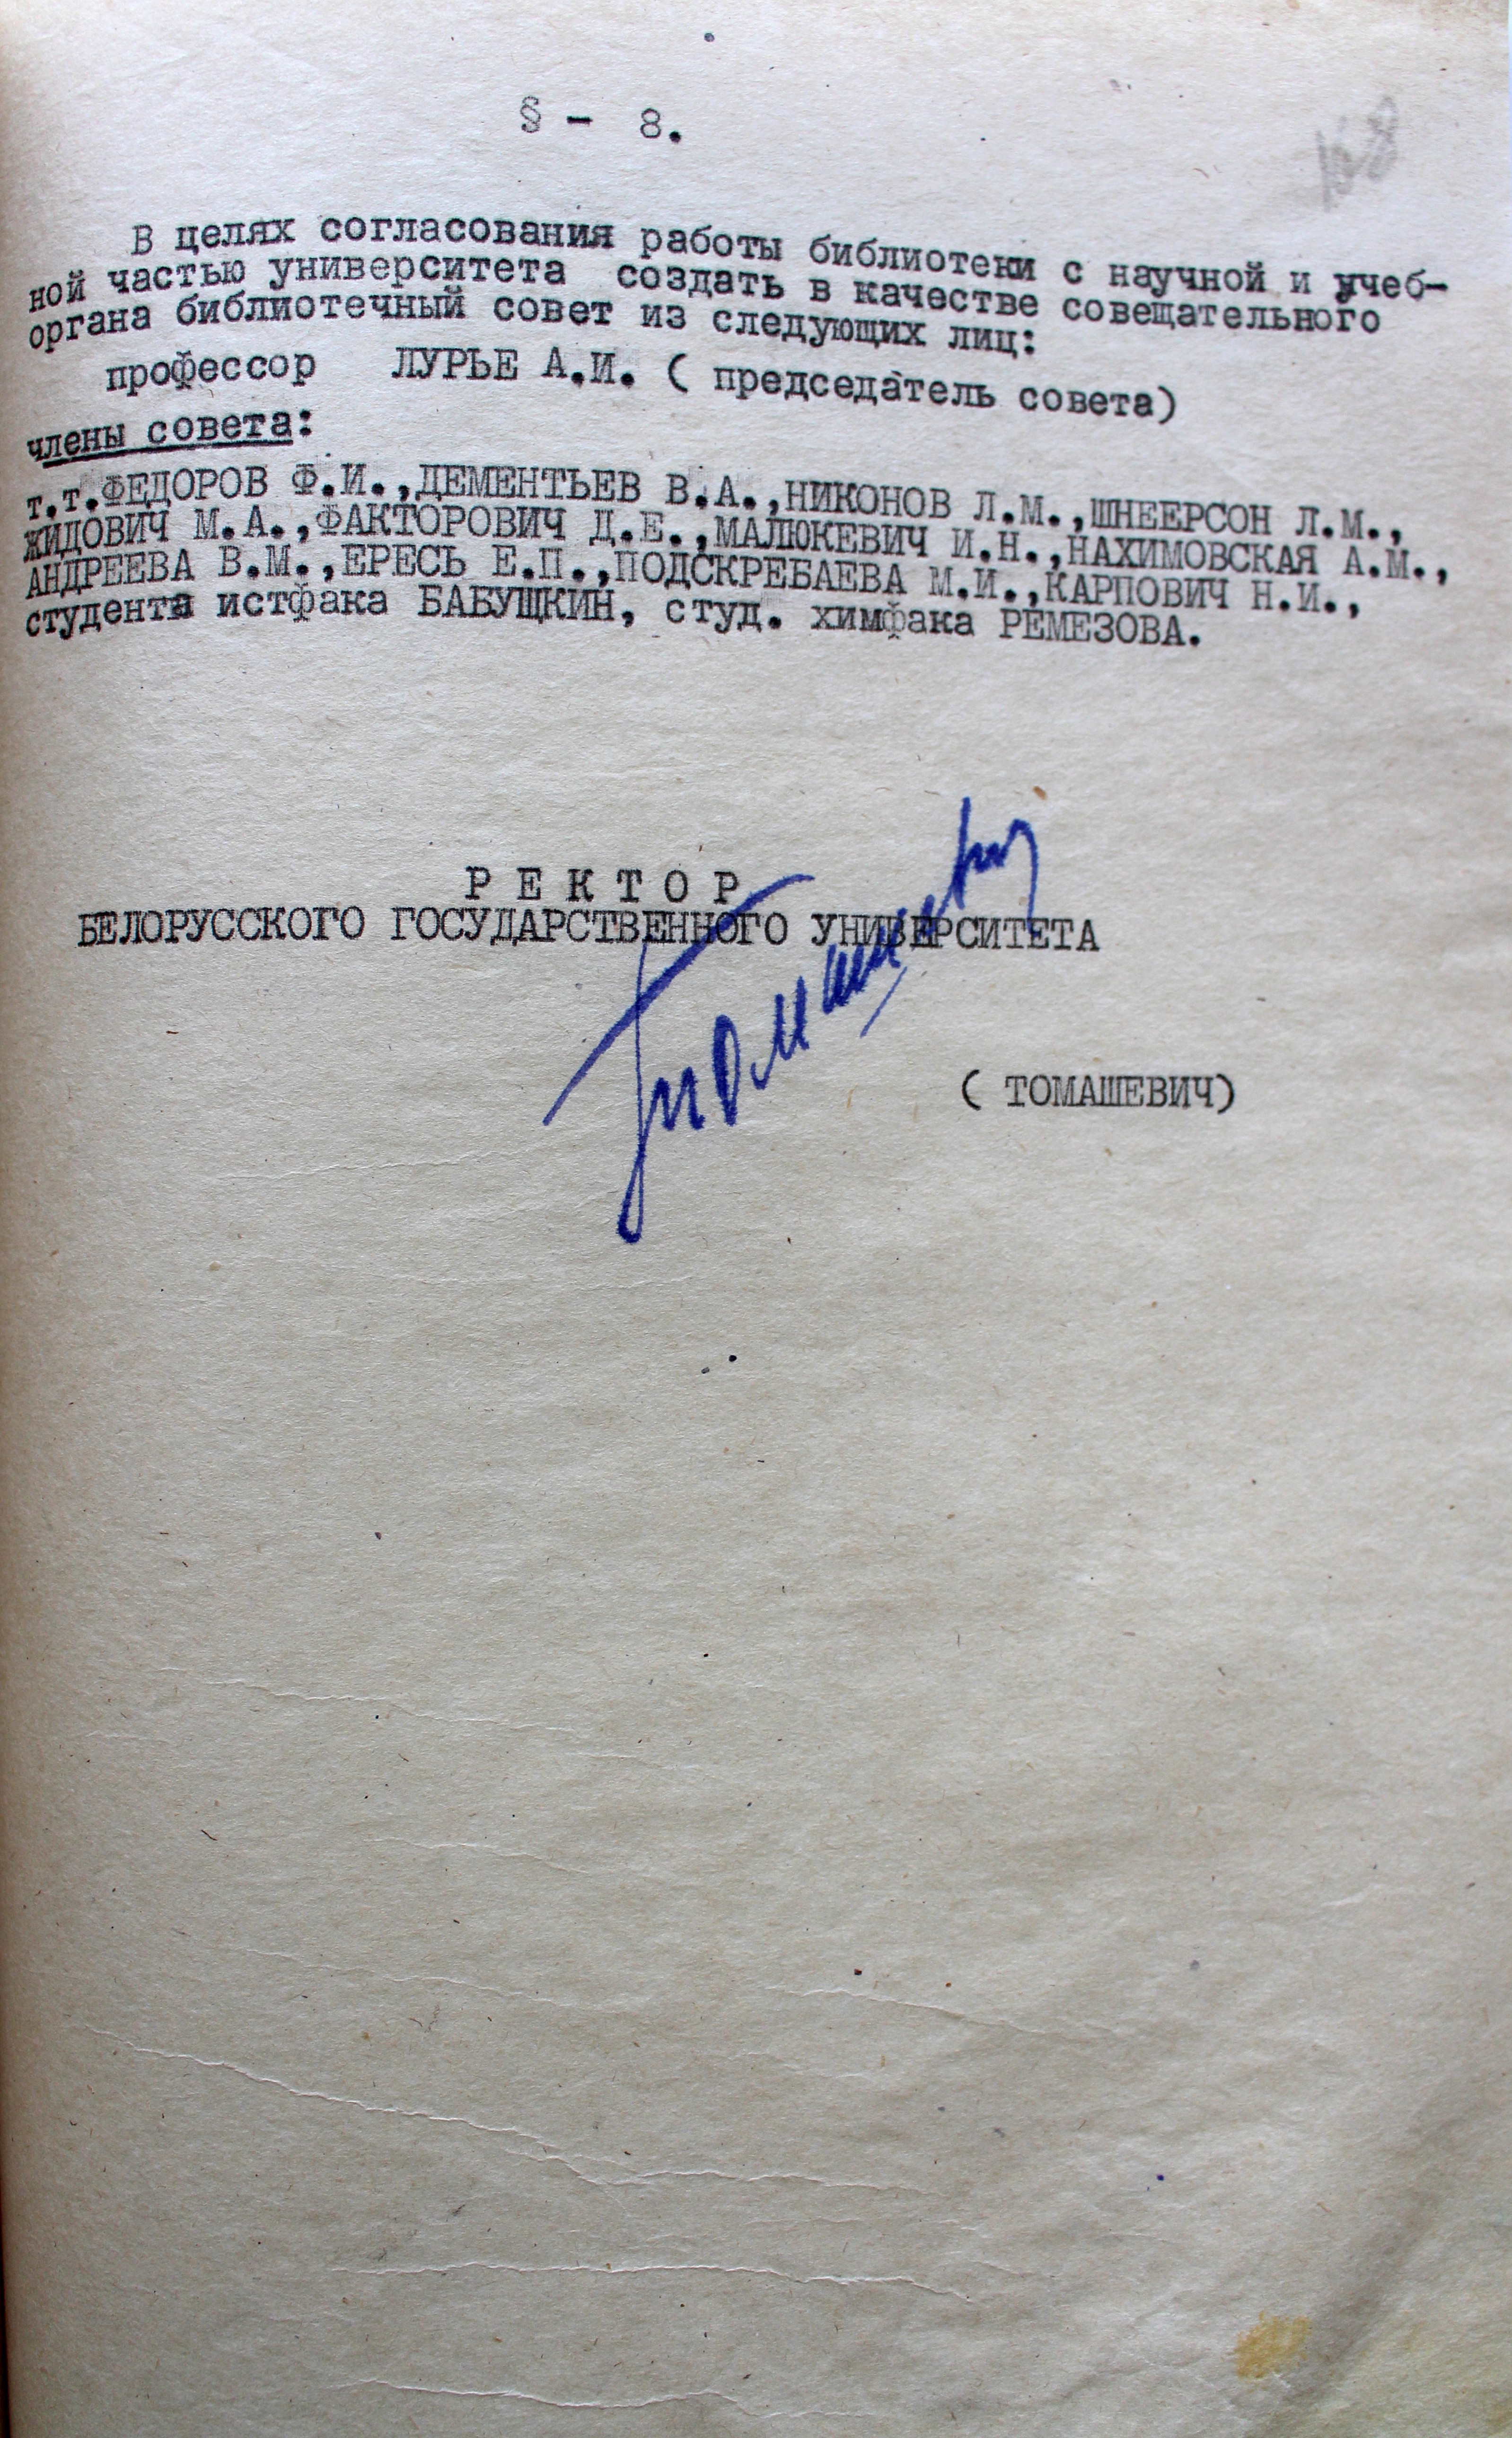 § - 8.
168
В целях согласования работы библиотеки с научной и учеб-
ной частью университета создать в качестве совещательного
органа библиотечный совет из следующих лиц:
профессор ЛУРЬЕ А.И. ( председатель совета)
члены совета:
т.т.ФЕДОРОВ Ф.И.,ДЕМЕНТЬЕВ В.А.,НИКОНОВ Л.М.,ШНЕЕРСОН Л.М.,
ЖИДОВИЧ М.А.,ФАКТОРОВИЧ Д.Е.,МАЛЮКЕВИЧ И.Н.,НАХИМОВСКАЯ А.М.,
АНДРЕЕВА В.М.,ЕРЕСЬ Е.П.,ПОДСКРЕБАЕВА М.И.,КАРПОВИЧ Н.И.,
студента истфака БАБУШКИН, студ. химфака РЕМЕЗОВА.
Р Е К Т О Р
БЕЛОРУССКОГО ГОСУДАРСТВЕННОГО УНИВЕРСИТЕТА
( ТОМАШЕВИЧ)